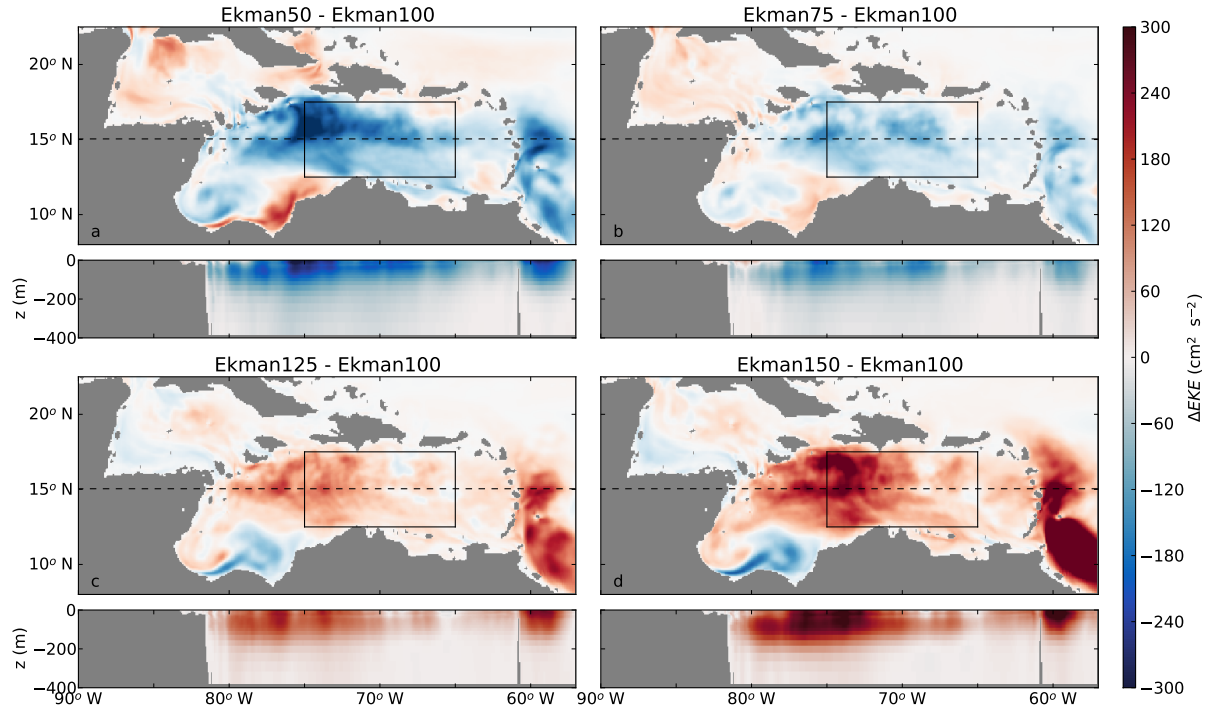 Ekman50 - Ekman100
Ekman75 - Ekman100
20° N
15° N
10° N
a
b
z (m)
0
−200
−400
Ekman125 - Ekman100
Ekman150 - Ekman100
20° N
15° N
10° N
c
d
z (m)
0
−200
−400
90° W
80° W
70° W
60° W
80° W
70° W
60° W
300
240
180
120
60
0
−60
−120
−180
−240
−300
ΔEKE (cm² s⁻²)